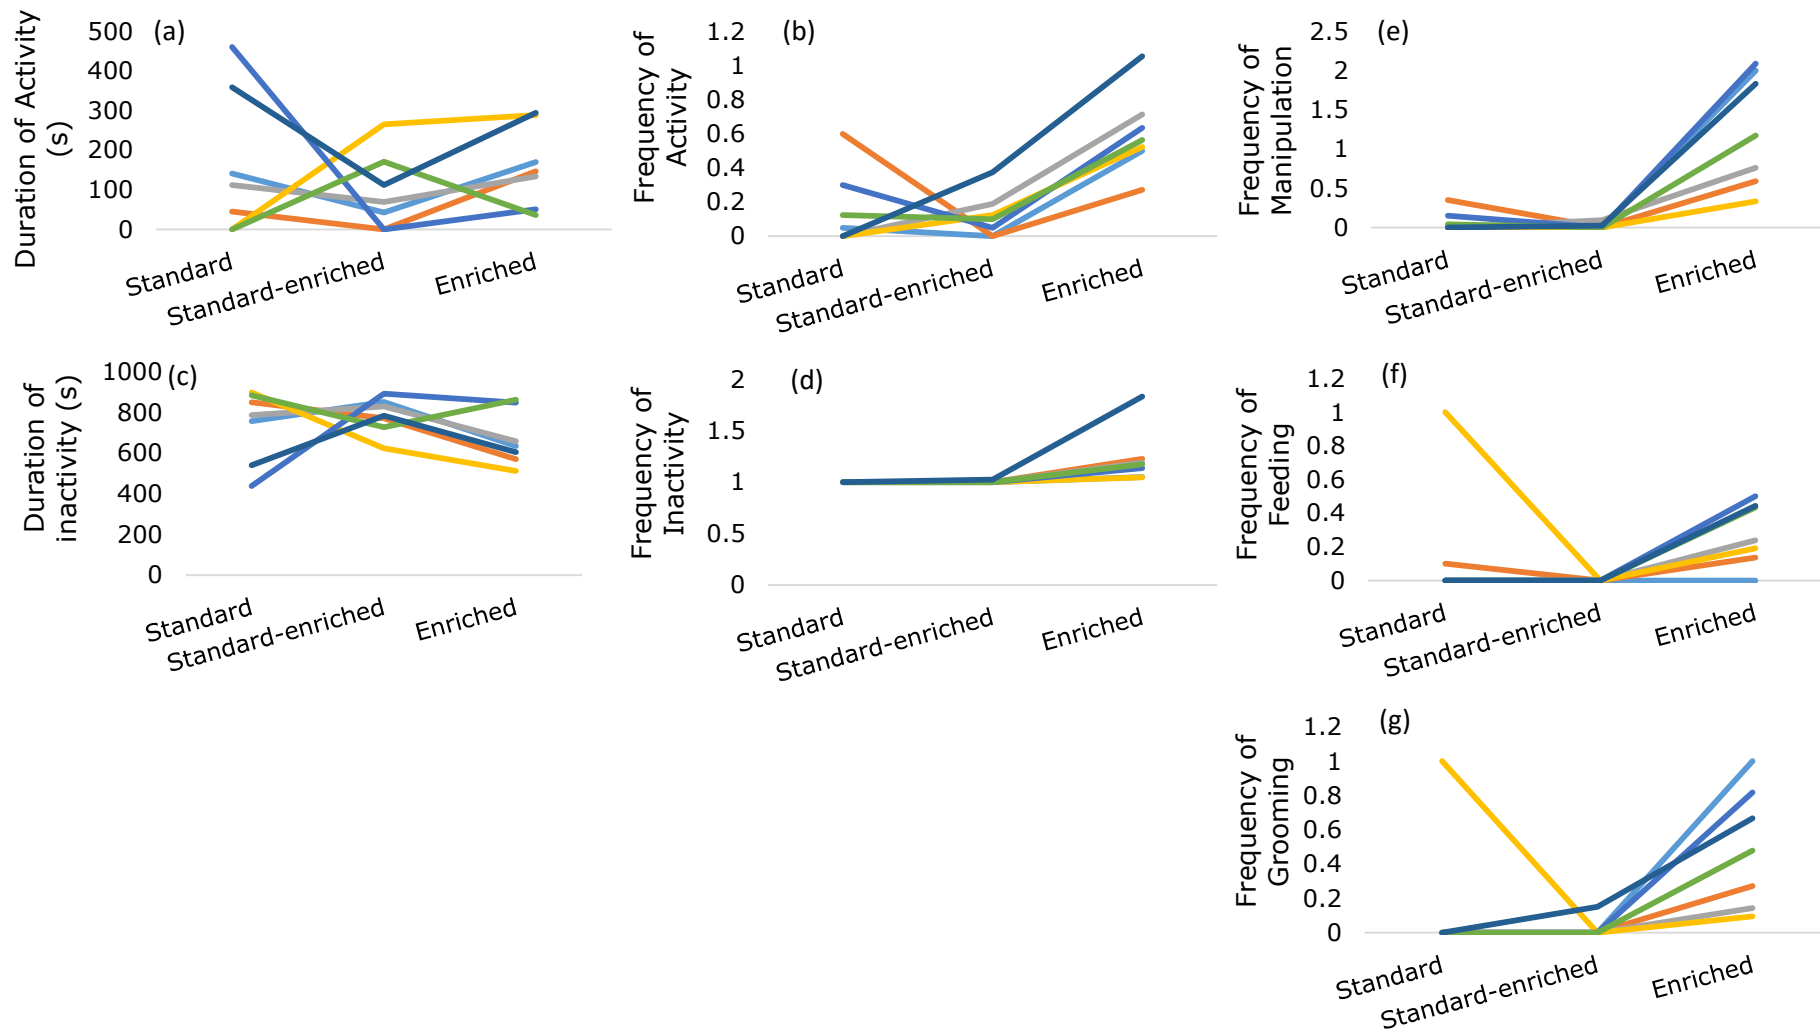 (a)
Duration of Activity
(s)
500
400
300
200
100
0
Standard
Standard-enriched
Enriched
(b)
Frequency of
Activity
1.2
1
0.8
0.6
0.4
0.2
0
Standard
Standard-enriched
Enriched
(e)
Frequency of
Manipulation
2.5
2
1.5
1
0.5
0
Standard
Standard-enriched
Enriched
(c)
Duration of
inactivity (s)
1000
800
600
400
200
0
Standard
Standard-enriched
Enriched
(d)
Frequency of
Inactivity
2
1.5
1
0.5
0
Standard
Standard-enriched
Enriched
(f)
Frequency of
Feeding
1.2
1
0.8
0.6
0.4
0.2
0
Standard
Standard-enriched
Enriched
(g)
Frequency of
Grooming
1.2
1
0.8
0.6
0.4
0.2
0
Standard
Standard-enriched
Enriched